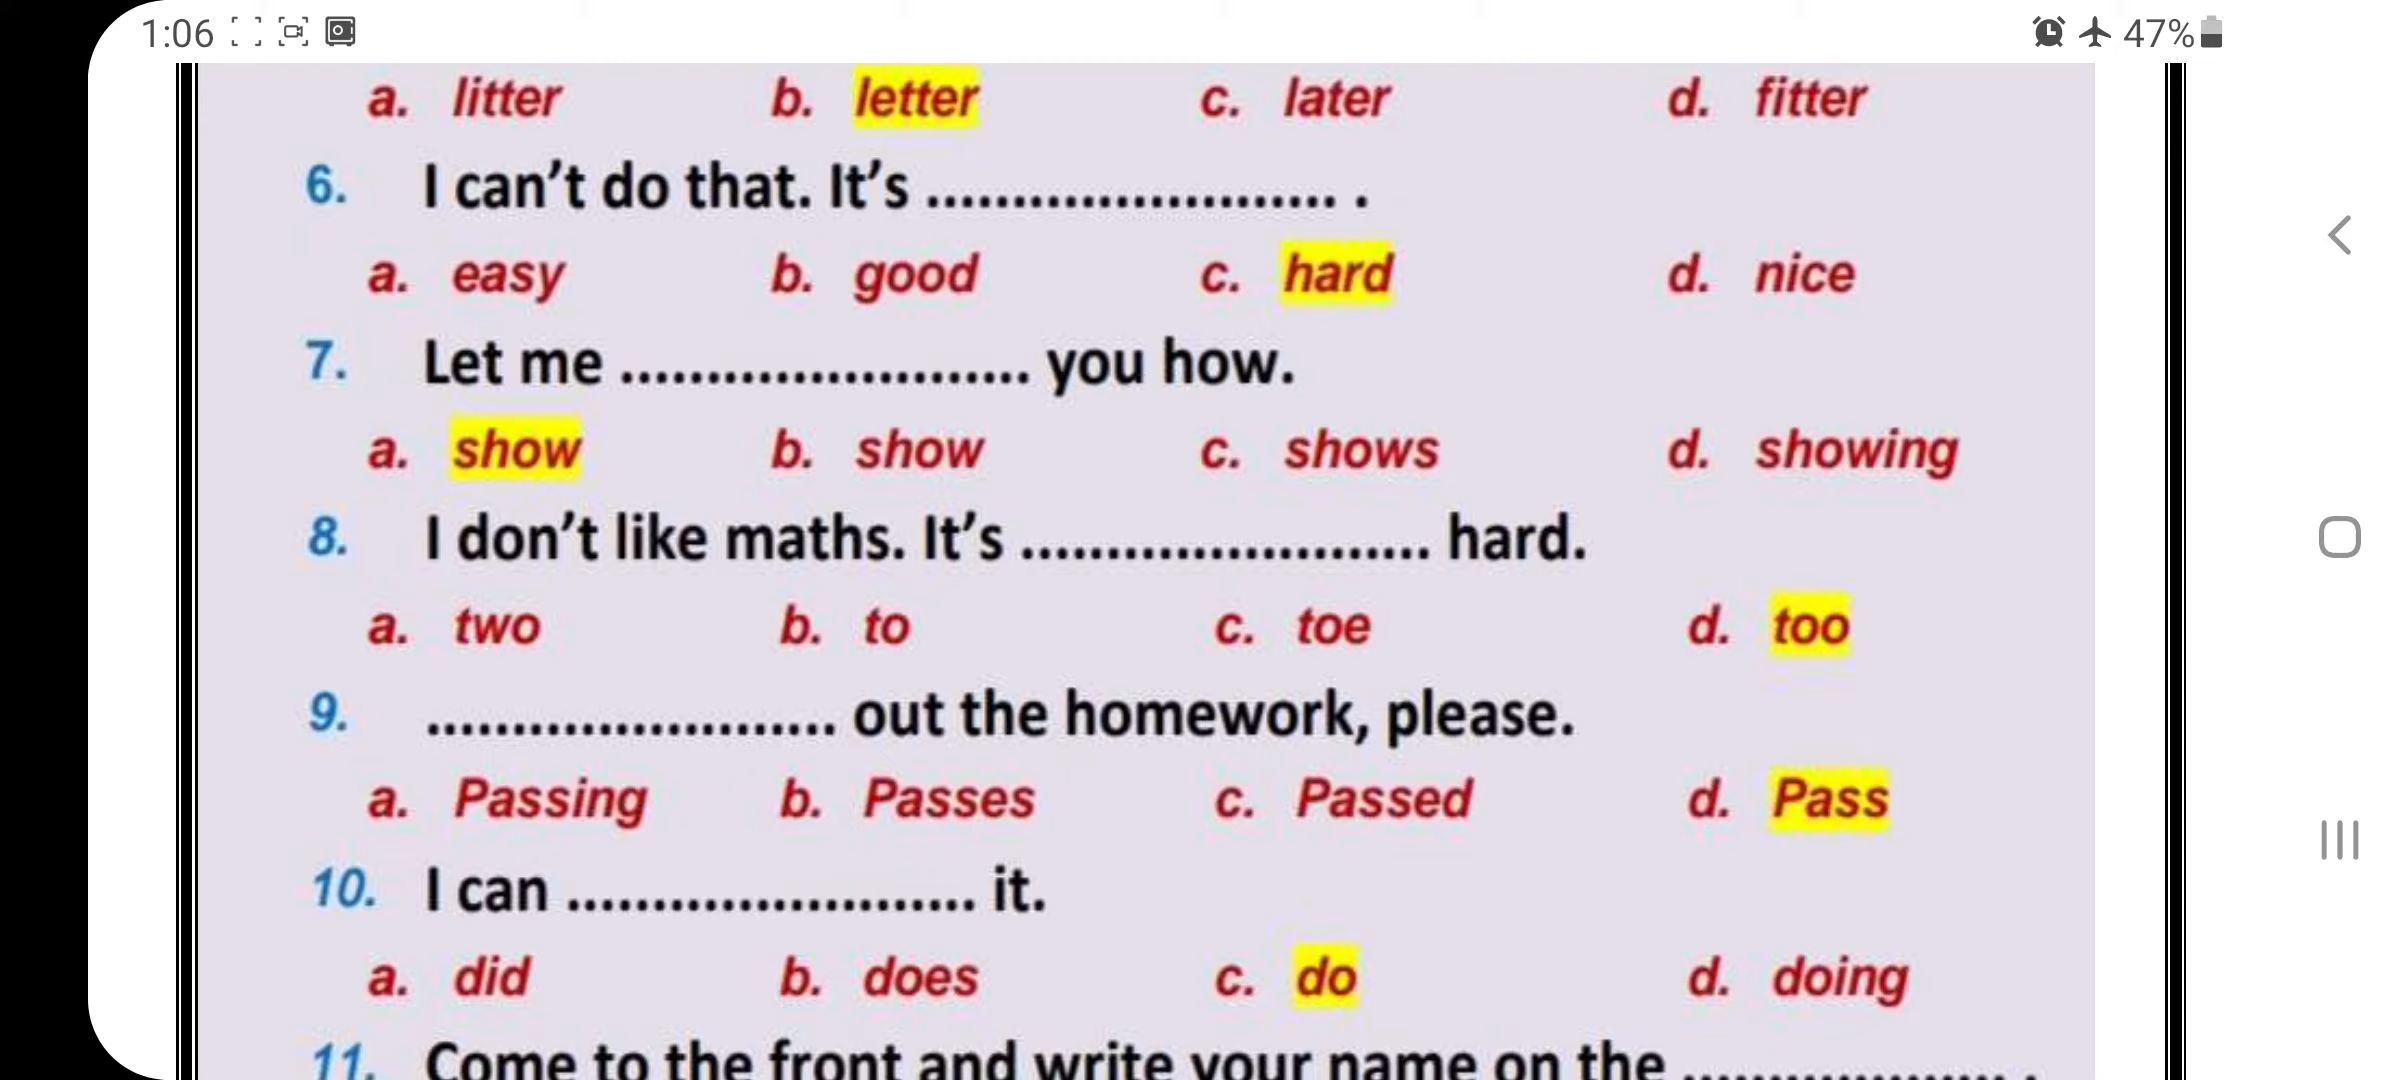 1:06 47%
a. litter b. letter c. later d. fitter
6. I can't do that. It's ........................ .
a. easy b. good c. hard d. nice
7. Let me ........................ you how.
a. show b. show c. shows d. showing
8. I don't like maths. It's ........................ hard.
a. two b. to c. toe d. too
9. ........................ out the homework, please.
a. Passing b. Passes c. Passed d. Pass
10. I can ........................ it.
a. did b. does c. do d. doing
11. Come to the front and write your name on the ................... .